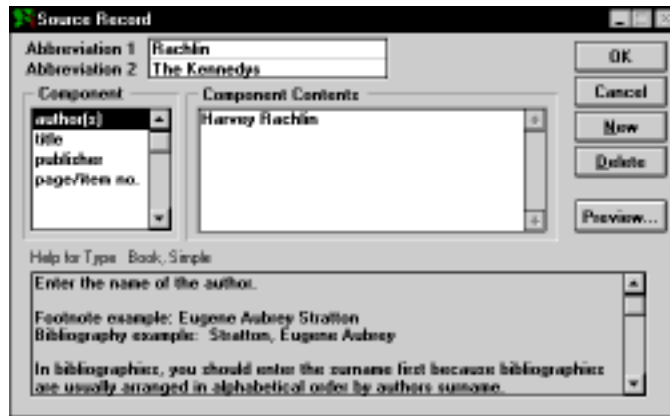 Source Record
Abbreviation 1 Rachlin
Abbreviation 2 The Kennedys
Component
Component Contents
author(s)
title
publisher
page/item no.
Harvey Rachlin
OK
Cancel
New
Delete
Preview...
Help for Type Book, Simple
Enter the name of the author.
Footnote example: Eugene Aubrey Stratton
Bibliography example: Stratton, Eugene Aubrey
In bibliographies, you should enter the surname first because bibliographies
are usually arranged in alphabetical order by authors surname.